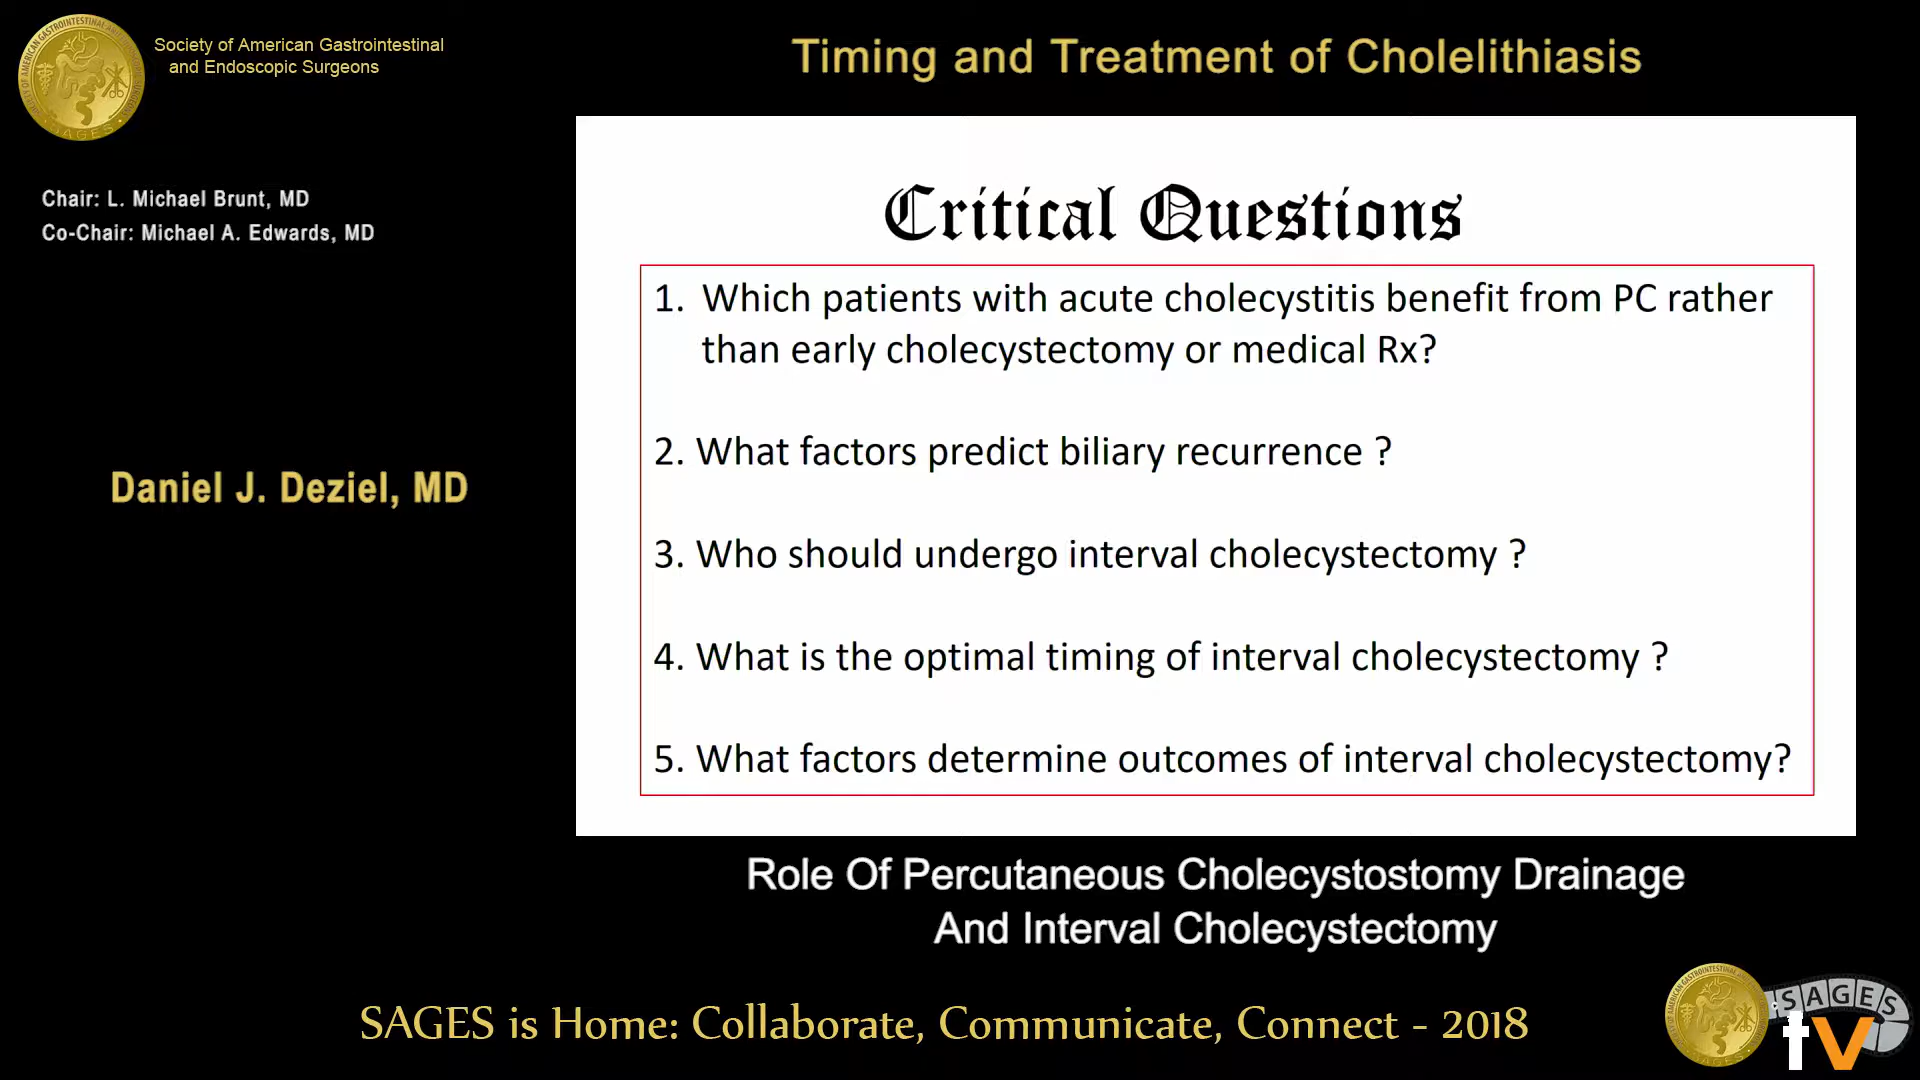 Society of American Gastrointestinal
and Endoscopic Surgeons
Timing and Treatment of Cholelithiasis
Chair: L. Michael Brunt, MD
Co-Chair: Michael A. Edwards, MD
Daniel J. Deziel, MD
Critical Questions
1. Which patients with acute cholecystitis benefit from PC rather
than early cholecystectomy or medical Rx?
2. What factors predict biliary recurrence ?
3. Who should undergo interval cholecystectomy ?
4. What is the optimal timing of interval cholecystectomy ?
5. What factors determine outcomes of interval cholecystectomy?
Role Of Percutaneous Cholecystostomy Drainage
And Interval Cholecystectomy
SAGES is Home: Collaborate, Communicate, Connect - 2018
SAGES
tv